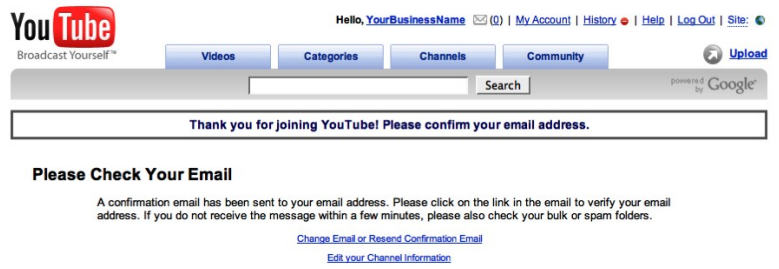 YouTube
Broadcast Yourself™
Hello, YourBusinessName (0) | My Account | History | Help | Log Out | Site:
Videos Categories Channels Community Upload
Search powered by Google™
Thank you for joining YouTube! Please confirm your email address.
Please Check Your Email
A confirmation email has been sent to your email address. Please click on the link in the email to verify your email
address. If you do not receive the message within a few minutes, please also check your bulk or spam folders.
Change Email or Resend Confirmation Email
Edit your Channel Information